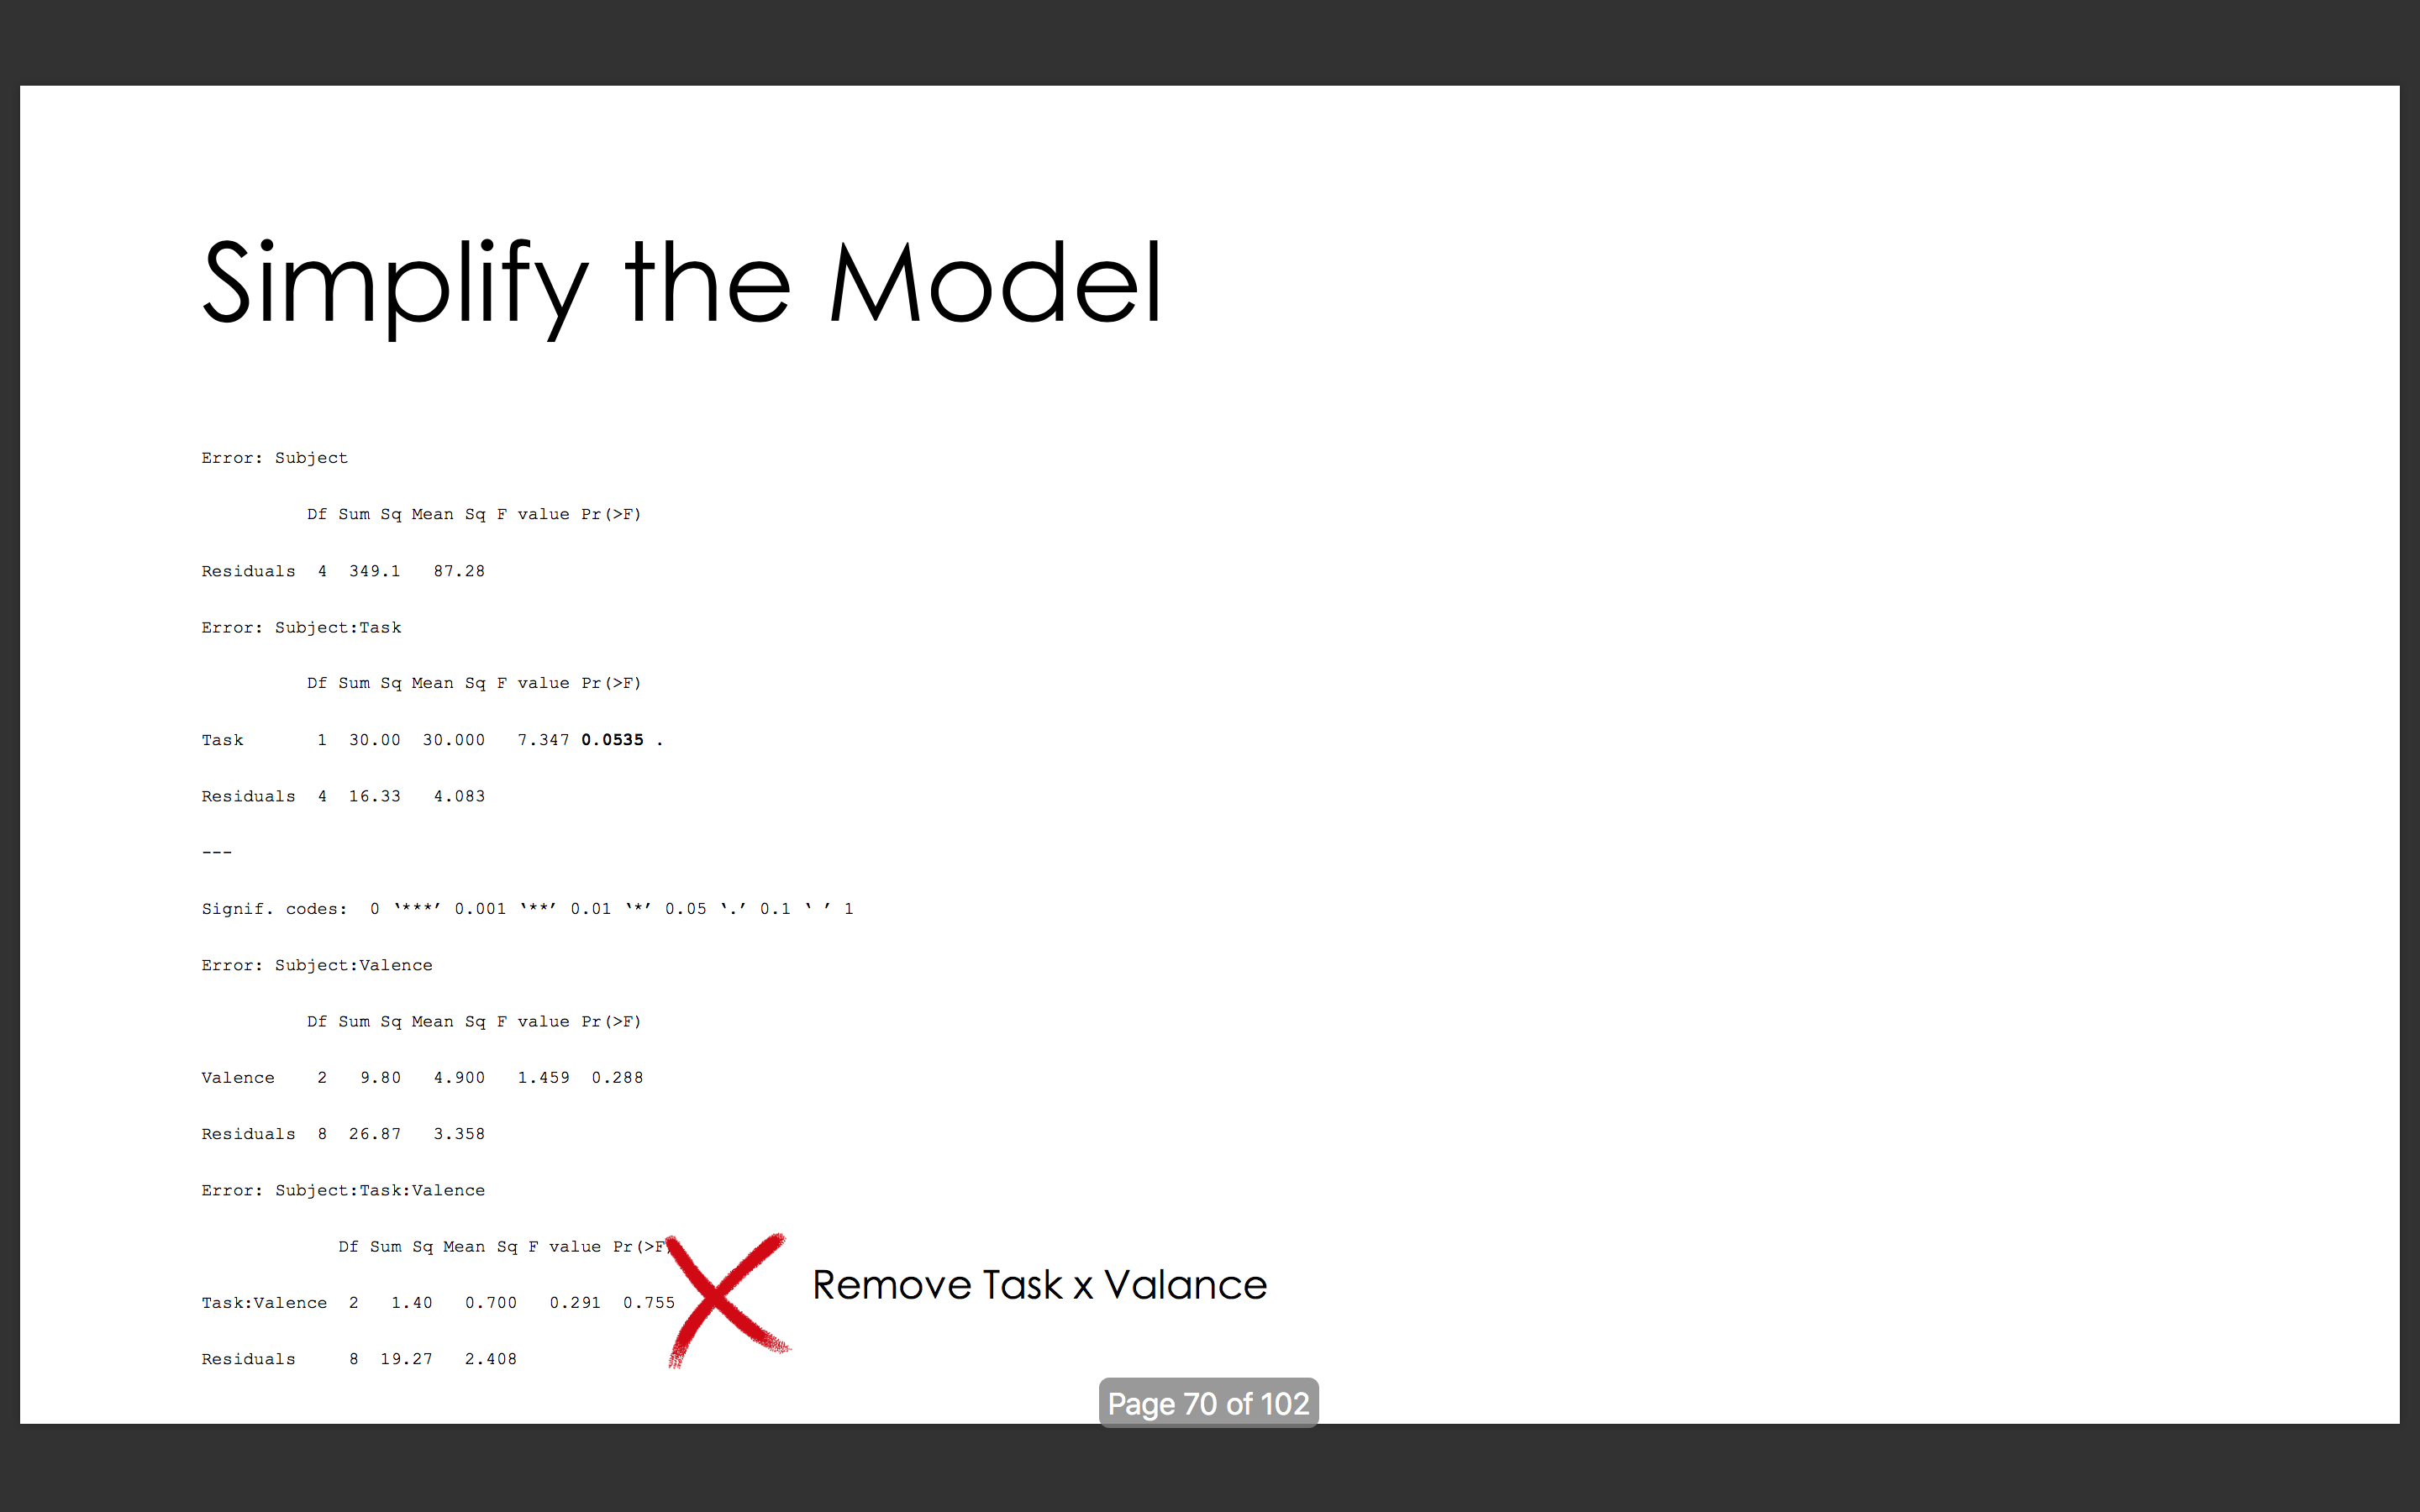 Simplify the Model
Error: Subject
Df Sum Sq Mean Sq F value Pr(>F)
Residuals 4 349.1 87.28
Error: Subject:Task
Df Sum Sq Mean Sq F value Pr(>F)
Task 1 30.00 30.000 7.347 0.0535 .
Residuals 4 16.33 4.083
---
Signif. codes: 0 ‘***’ 0.001 ‘**’ 0.01 ‘*’ 0.05 ‘.’ 0.1 ‘ ’ 1
Error: Subject:Valence
Df Sum Sq Mean Sq F value Pr(>F)
Valence 2 9.80 4.900 1.459 0.288
Residuals 8 26.87 3.358
Error: Subject:Task:Valence
Df Sum Sq Mean Sq F value Pr(>F)
Task:Valence 2 1.40 0.700 0.291 0.755
Residuals 8 19.27 2.408
Remove Task x Valance
Page 70 of 102